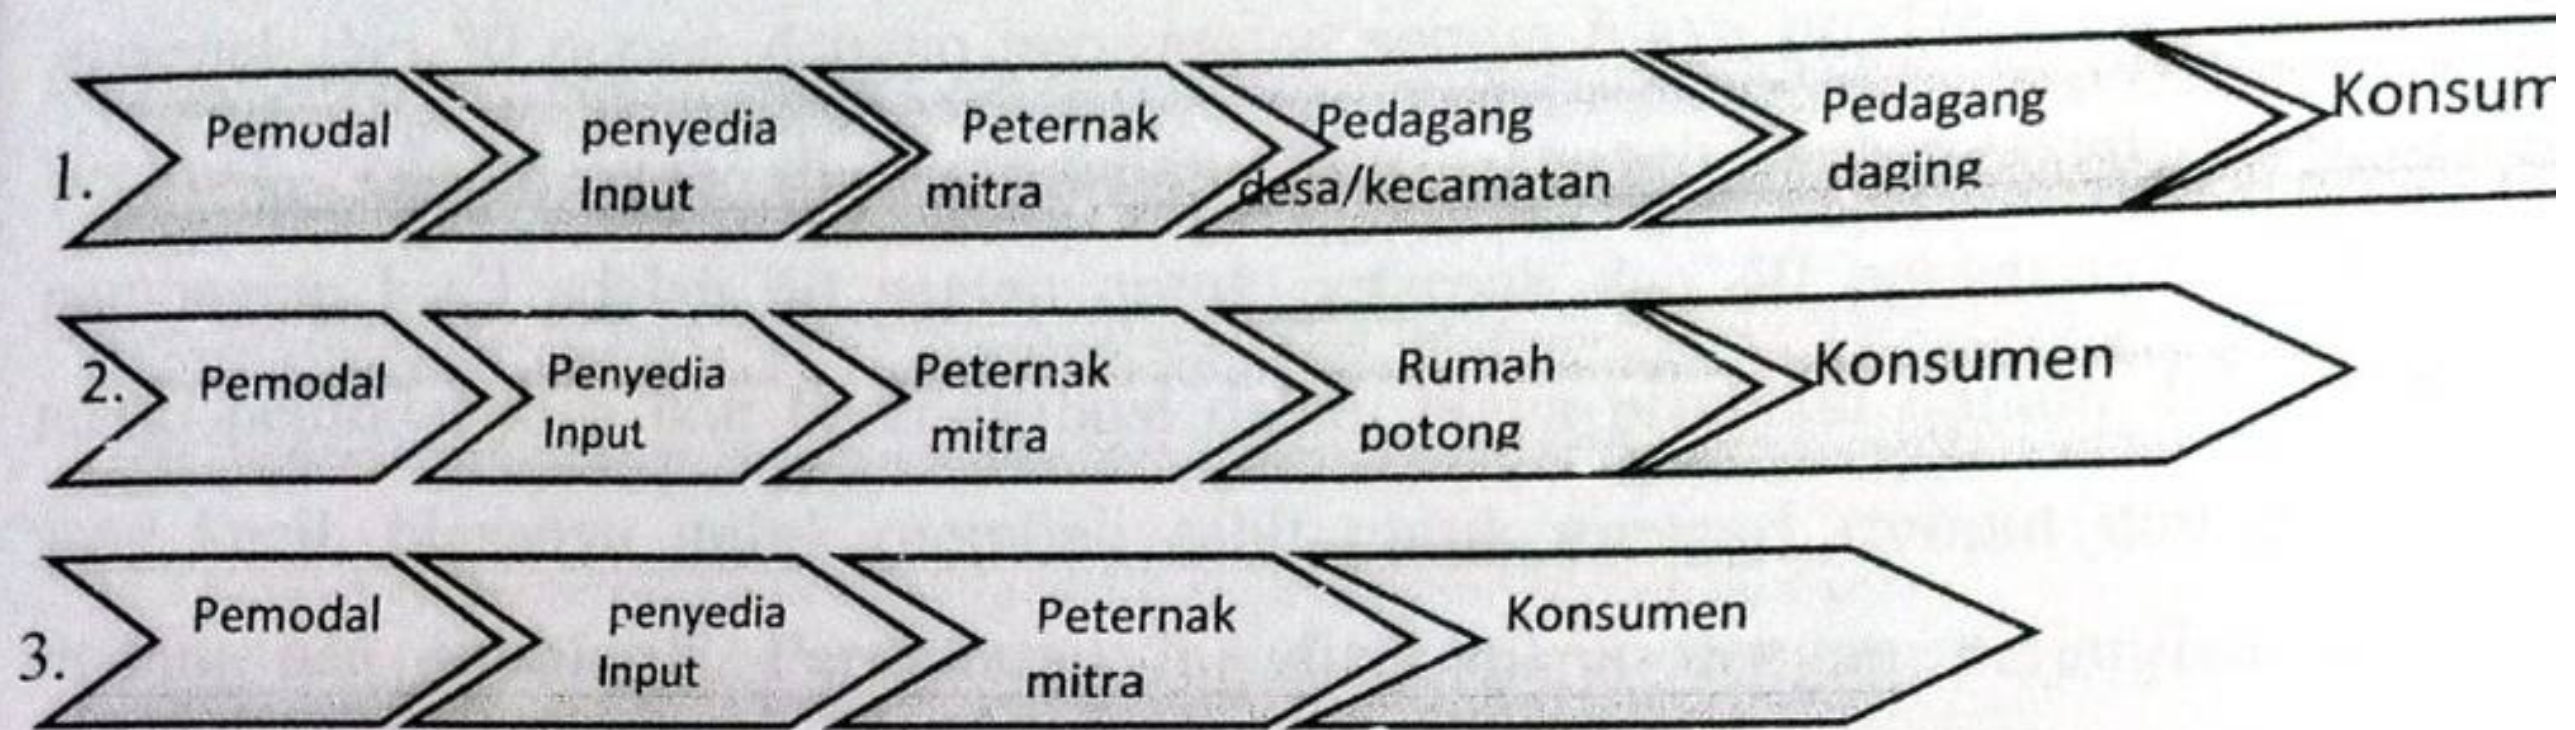 1. Pemodal penyedia Peternak Pedagang Pedagang Konsum
Input mitra desa/kecamatan daging
2. Pemodal Penyedia Peternak Rumah Konsumen
Input mitra potong
3. Pemodal penyedia Peternak Konsumen
Input mitra